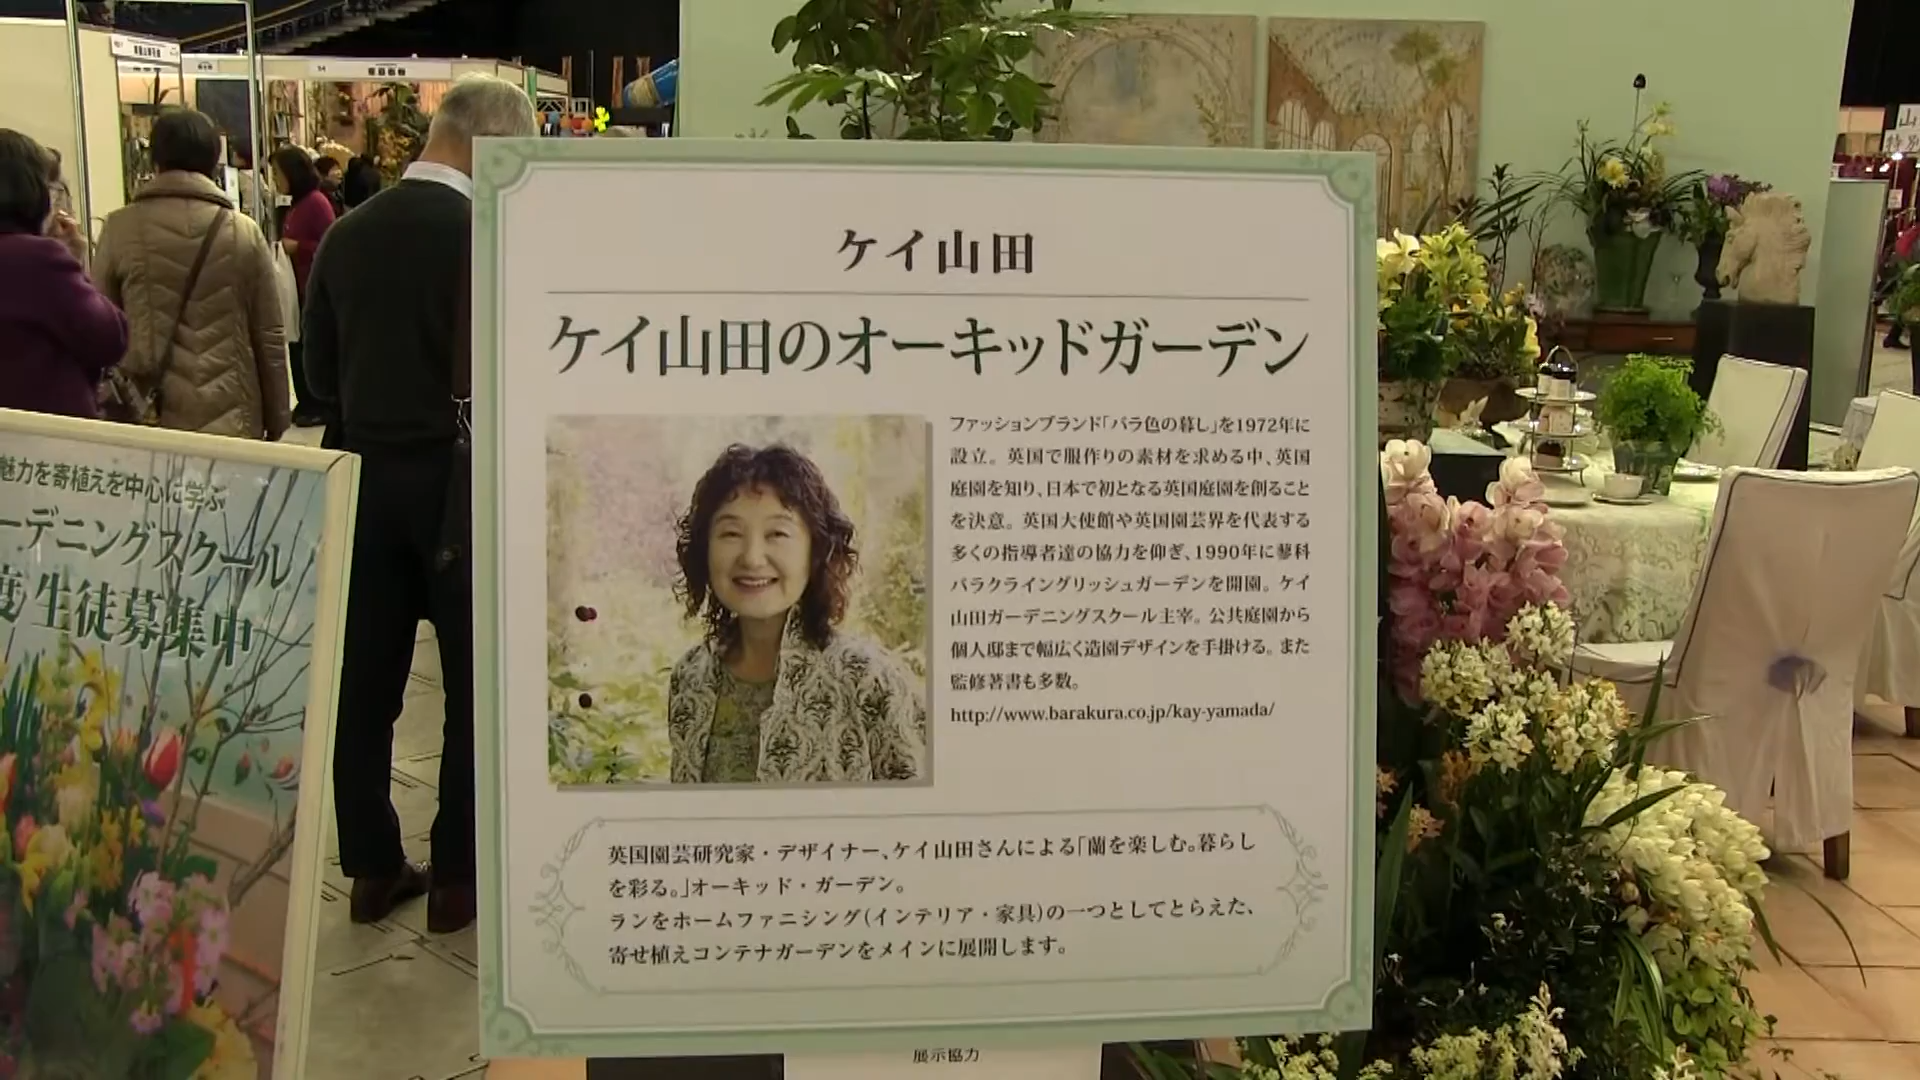 ケイ山田
ケイ山田のオーキッドガーデン
ファッションブランド「バラ色の暮し」を1972年に
設立。英国で服作りの素材を求める中、英国
庭園を知り、日本で初となる英国庭園を創ること
を決意。英国大使館や英国園芸界を代表する
多くの指導者達の協力を仰ぎ、1990年に蓼科
バラクライングリッシュガーデンを開園。ケイ
山田ガーデニングスクール主宰。公共庭園から
個人邸まで幅広く造園デザインを手掛ける。また
監修著書も多数。
http://www.barakura.co.jp/kay-yamada/
英国園芸研究家・デザイナー、ケイ山田さんによる「蘭を楽しむ。暮らし
を彩る。」オーキッド・ガーデン。
ランをホームファニシング(インテリア・家具)の一つとしてとらえた、
寄せ植えコンテナガーデンをメインに展開します。
展示協力
魅力を寄植えを中心に学ぶ
ーデニングスクール
度 生徒募集中
山
特別